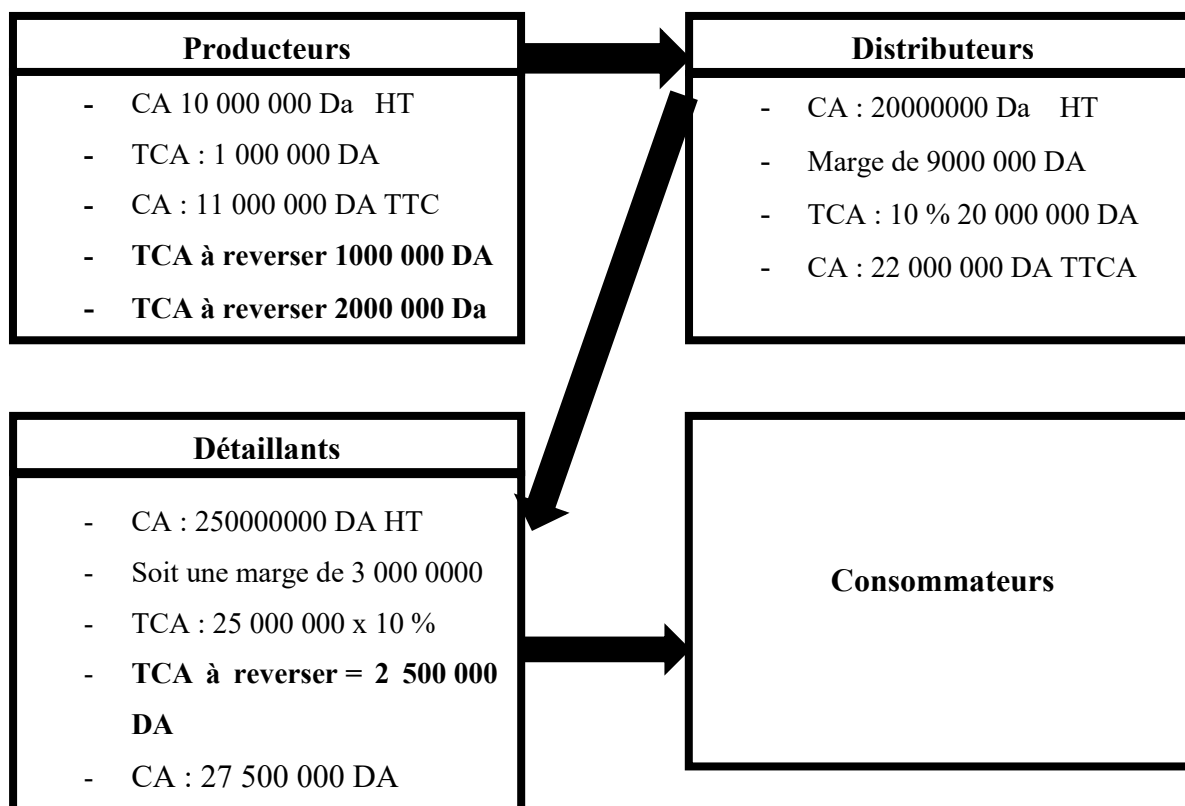 Producteurs
- CA 10 000 000 Da HT
- TCA : 1 000 000 DA
- CA : 11 000 000 DA TTC
- TCA à reverser 1000 000 DA
- TCA à reverser 2000 000 Da
Distributeurs
- CA : 20000000 Da HT
- Marge de 9000 000 DA
- TCA : 10 % 20 000 000 DA
- CA : 22 000 000 DA TTCA
Détaillants
- CA : 250000000 DA HT
- Soit une marge de 3 000 0000
- TCA : 25 000 000 x 10 %
- TCA à reverser = 2 500 000
DA
- CA : 27 500 000 DA
Consommateurs